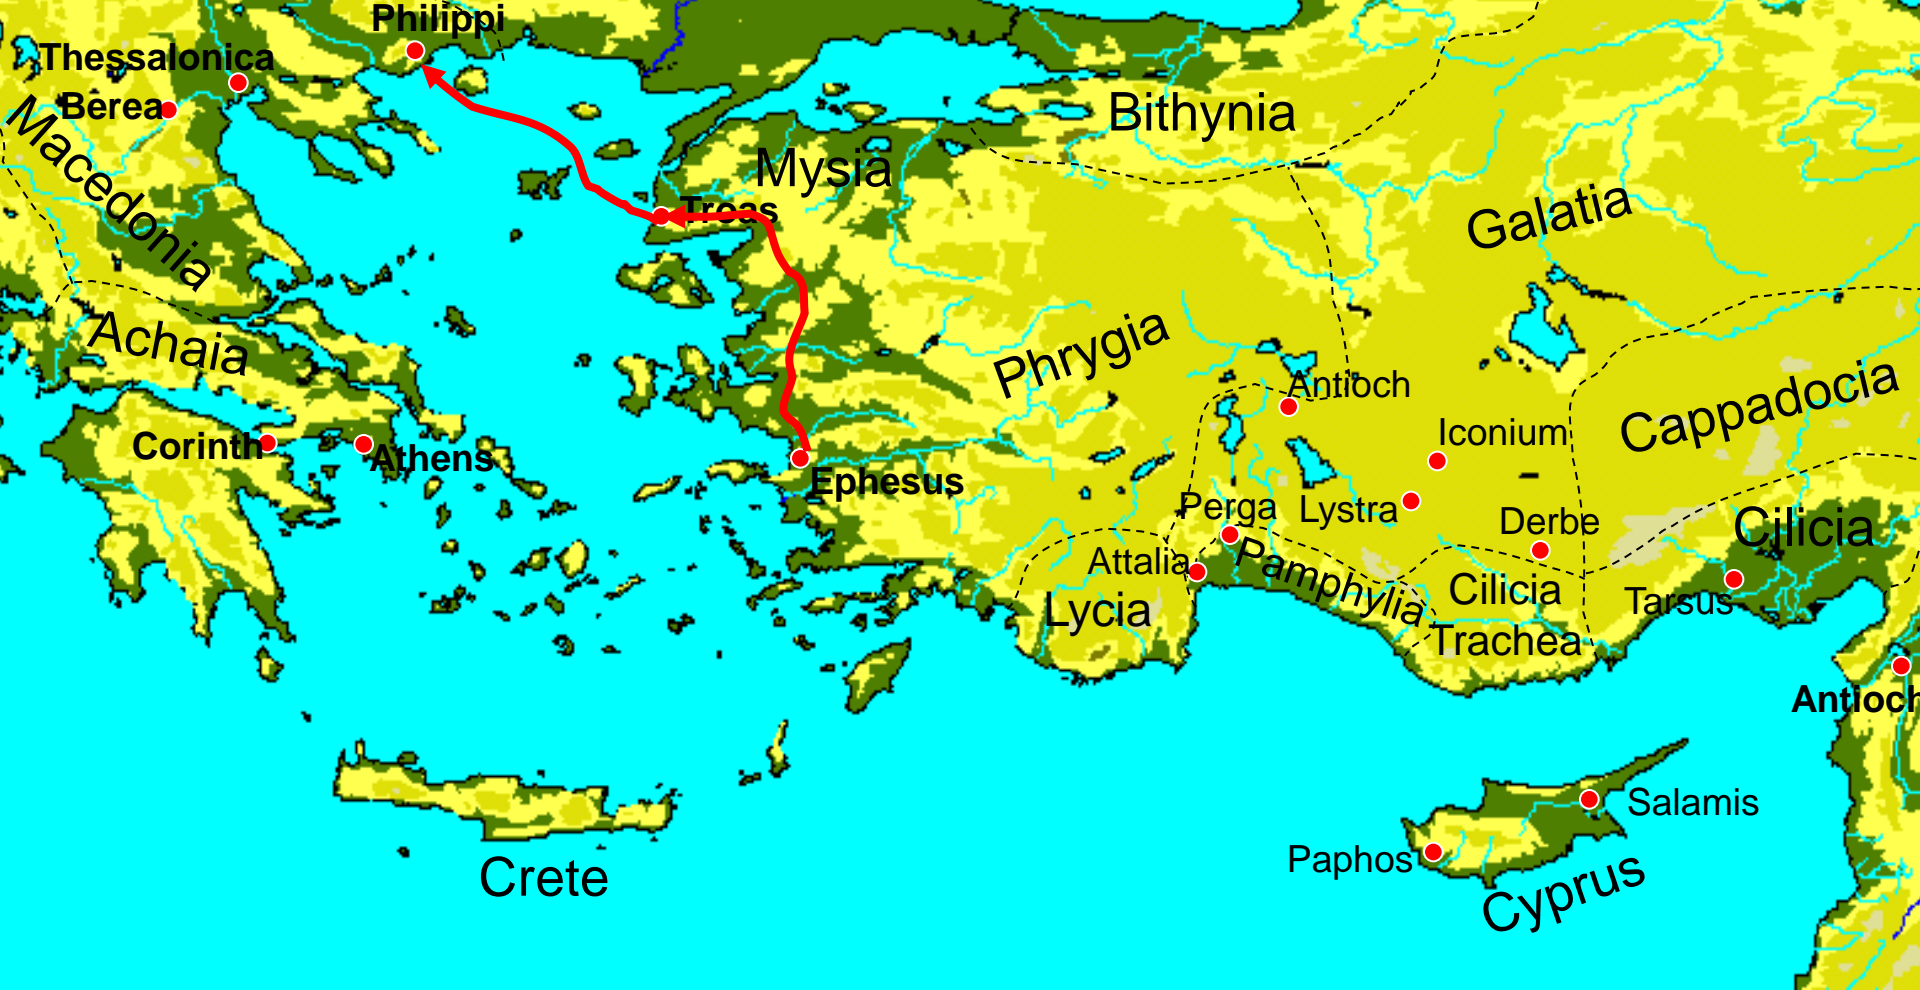 Philippi
Thessalonica
Berea
Macedonia
Bithynia
Mysia
Troas
Galatia
Achaia
Phrygia
Antioch
Cappadocia
Iconium
Corinth
Athens
Ephesus
Perga
Lystra
Derbe
Cilicia
Attalia
Pamphylia
Lycia
Cilicia
Trachea
Tarsus
Antioch
Salamis
Paphos
Cyprus
Crete